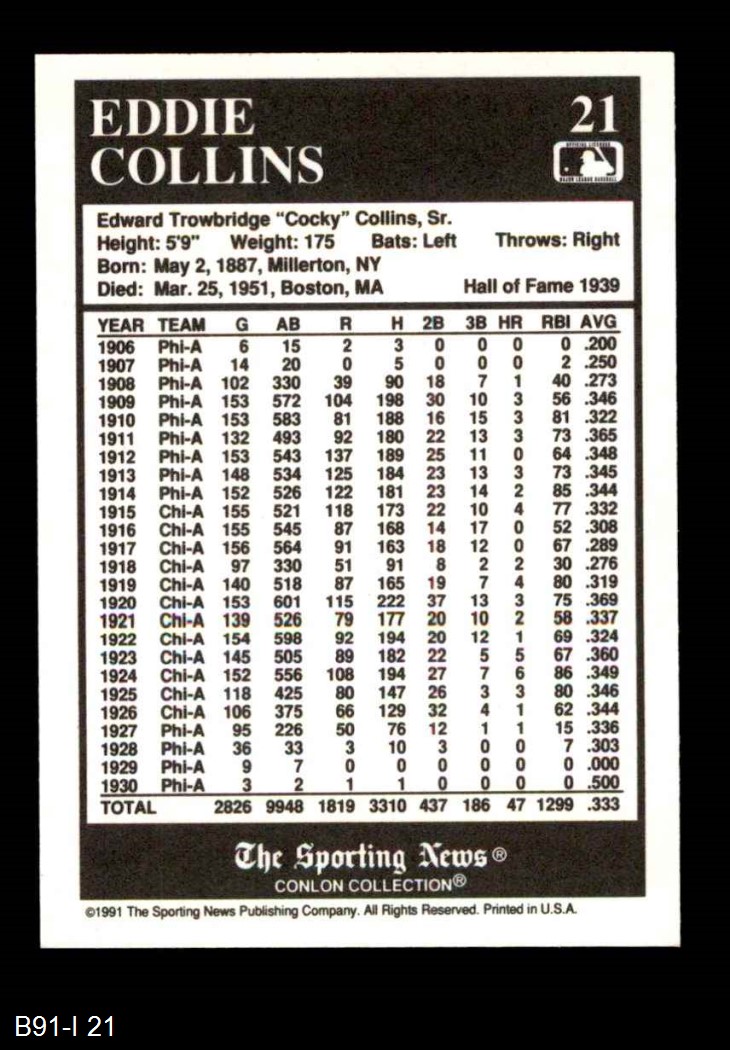 EDDIE
COLLINS
21
OFFICIAL LICENSEE
MAJOR LEAGUE BASEBALL
Edward Trowbridge "Cocky" Collins, Sr.
Height: 5'9" Weight: 175 Bats: Left Throws: Right
Born: May 2, 1887, Millerton, NY
Died: Mar. 25, 1951, Boston, MA Hall of Fame 1939
YEAR TEAM G AB R H 2B 3B HR RBI AVG
1906 Phi-A 6 15 2 3 0 0 0 0 .200
1907 Phi-A 14 20 0 5 0 0 0 2 .250
1908 Phi-A 102 330 39 90 18 7 1 40 .273
1909 Phi-A 153 572 104 198 30 10 3 56 .346
1910 Phi-A 153 583 81 188 16 15 3 81 .322
1911 Phi-A 132 493 92 180 22 13 3 73 .365
1912 Phi-A 153 543 137 189 25 11 0 64 .348
1913 Phi-A 148 534 125 184 23 13 3 73 .345
1914 Phi-A 152 526 122 181 23 14 2 85 .344
1915 Chi-A 155 521 118 173 22 10 4 77 .332
1916 Chi-A 155 545 87 168 14 17 0 52 .308
1917 Chi-A 156 564 91 163 18 12 0 67 .289
1918 Chi-A 97 330 51 91 8 2 2 30 .276
1919 Chi-A 140 518 87 165 19 7 4 80 .319
1920 Chi-A 153 601 115 222 37 13 3 75 .369
1921 Chi-A 139 526 79 177 20 10 2 58 .337
1922 Chi-A 154 598 92 194 20 12 1 69 .324
1923 Chi-A 145 505 89 182 22 5 5 67 .360
1924 Chi-A 152 556 108 194 27 7 6 86 .349
1925 Chi-A 118 425 80 147 26 3 3 80 .346
1926 Chi-A 106 375 66 129 32 4 1 62 .344
1927 Phi-A 95 226 50 76 12 1 1 15 .336
1928 Phi-A 36 33 3 10 3 0 0 7 .303
1929 Phi-A 9 7 0 0 0 0 0 0 .000
1930 Phi-A 3 2 1 1 0 0 0 0 .500
TOTAL 2826 9948 1819 3310 437 186 47 1299 .333
The Sporting News®
CONLON COLLECTION®
©1991 The Sporting News Publishing Company. All Rights Reserved. Printed in U.S.A.
B91-I 21